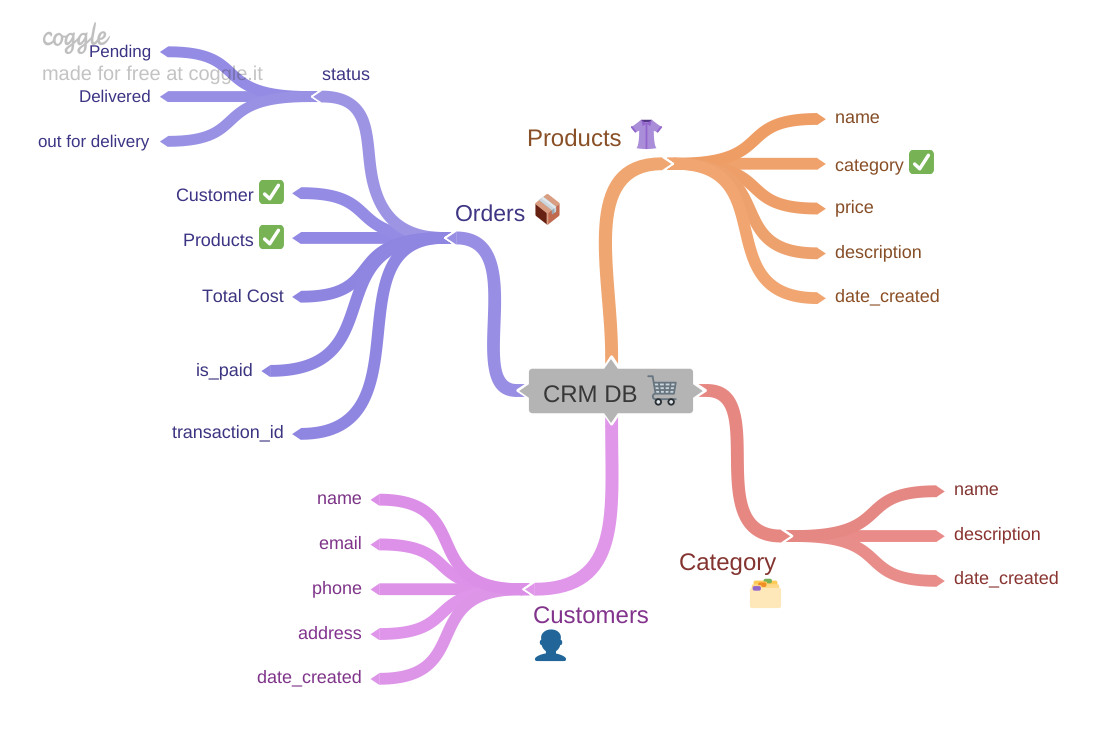 coggle
made for free at coggle.it
Pending
Delivered
out for delivery
status
Customer
Products
Total Cost
is_paid
transaction_id
Orders
Products
name
category
price
description
date_created
CRM DB
name
email
phone
address
date_created
Customers
Category
name
description
date_created